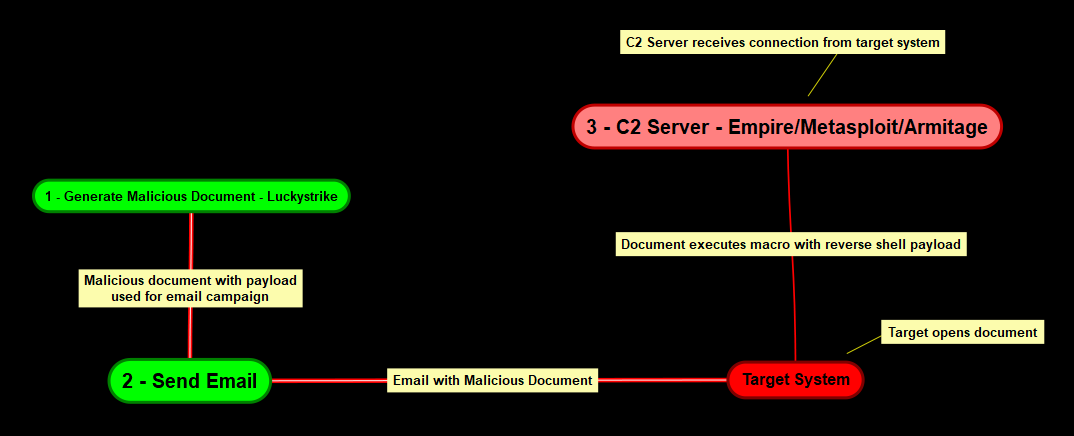 C2 Server receives connection from target system
3 - C2 Server - Empire/Metasploit/Armitage
1 - Generate Malicious Document - Luckystrike
Document executes macro with reverse shell payload
Malicious document with payload
used for email campaign
Target opens document
2 - Send Email
Email with Malicious Document
Target System